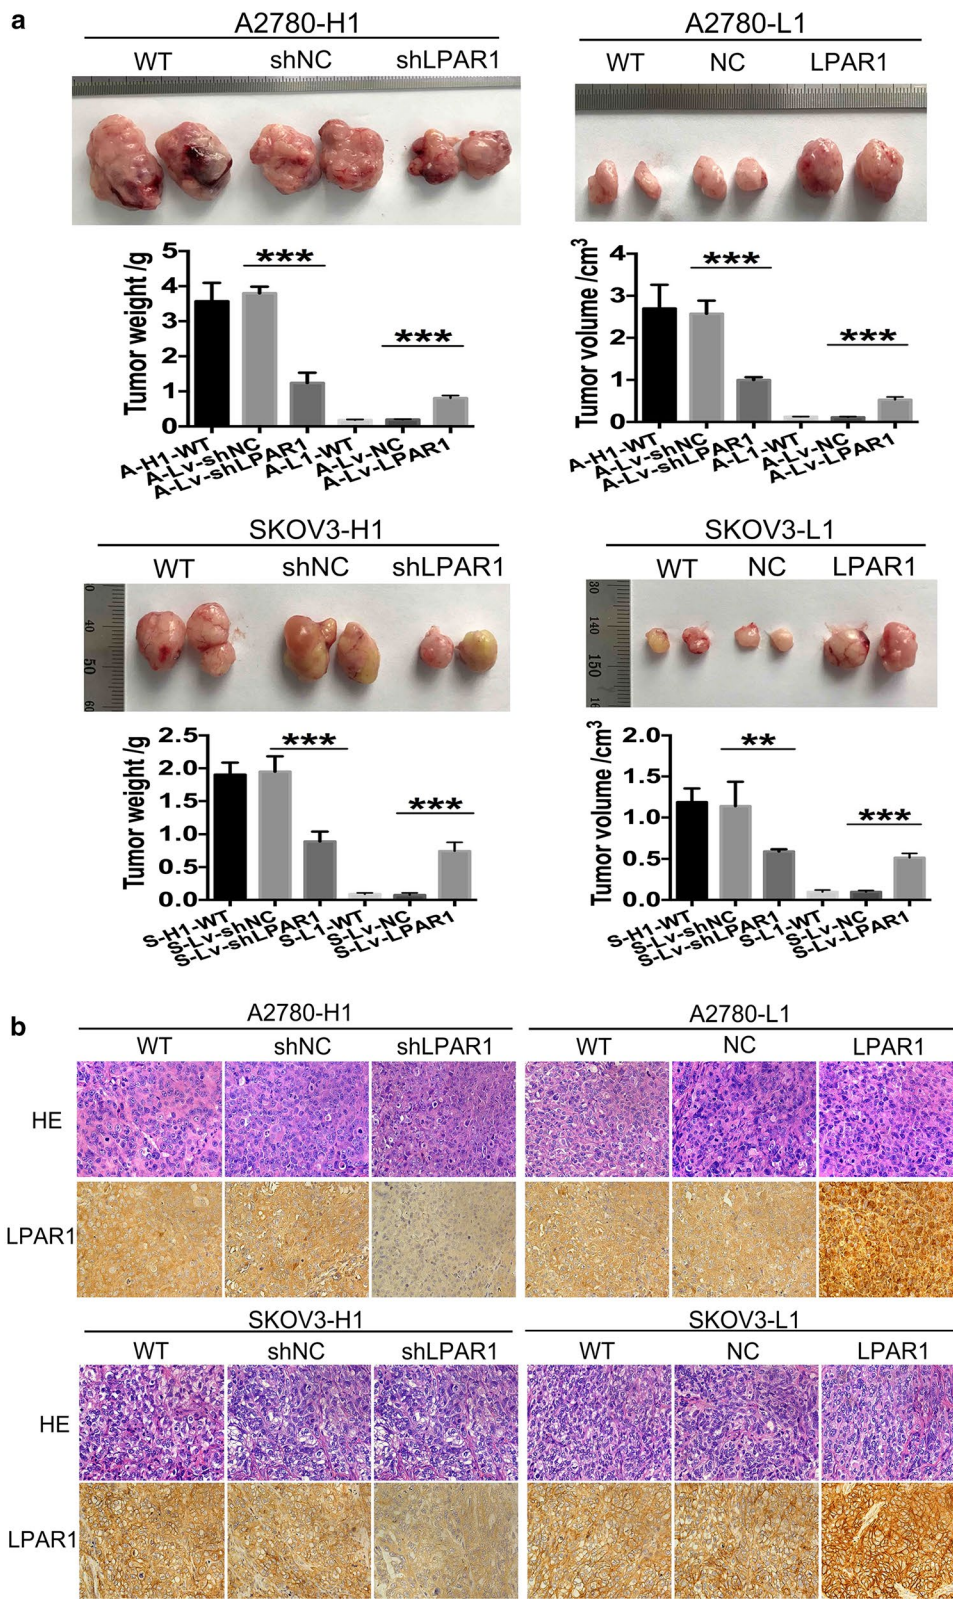 a
A2780-H1
WT shNC shLPAR1
A2780-L1
WT NC LPAR1
Tumor weight /g
5
4
3
2
1
0
***
***
A-H1-WT
A-Lv-shNC
A-Lv-shLPAR1
A-L1-WT
A-Lv-NC
A-Lv-LPAR1
Tumor volume /cm³
4
3
2
1
0
***
***
A-H1-WT
A-Lv-shNC
A-Lv-shLPAR1
A-L1-WT
A-Lv-NC
A-Lv-LPAR1
SKOV3-H1
WT shNC shLPAR1
40
50
60
SKOV3-L1
WT NC LPAR1
30
140
150
Tumor weight /g
2.5
2.0
1.5
1.0
0.5
0.0
***
***
S-H1-WT
S-Lv-shNC
S-Lv-shLPAR1
S-L1-WT
S-Lv-NC
S-Lv-LPAR1
Tumor volume /cm³
2.0
1.5
1.0
0.5
0.0
**
***
S-H1-WT
S-Lv-shNC
S-Lv-shLPAR1
S-L1-WT
S-Lv-NC
S-Lv-LPAR1
b
A2780-H1
A2780-L1
WT shNC shLPAR1 WT NC LPAR1
HE
LPAR1
SKOV3-H1
SKOV3-L1
WT shNC shLPAR1 WT NC LPAR1
HE
LPAR1